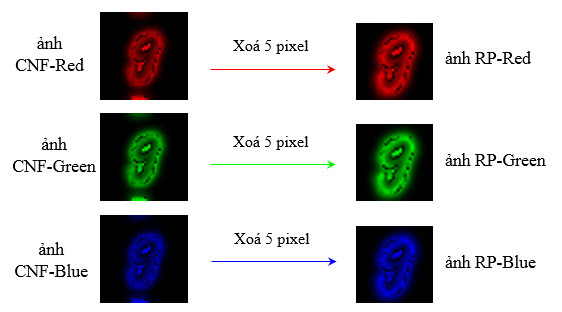 ảnh
CNF-Red
Xoá 5 pixel
ảnh RP-Red
ảnh
CNF-Green
Xoá 5 pixel
ảnh RP-Green
ảnh
CNF-Blue
Xoá 5 pixel
ảnh RP-Blue